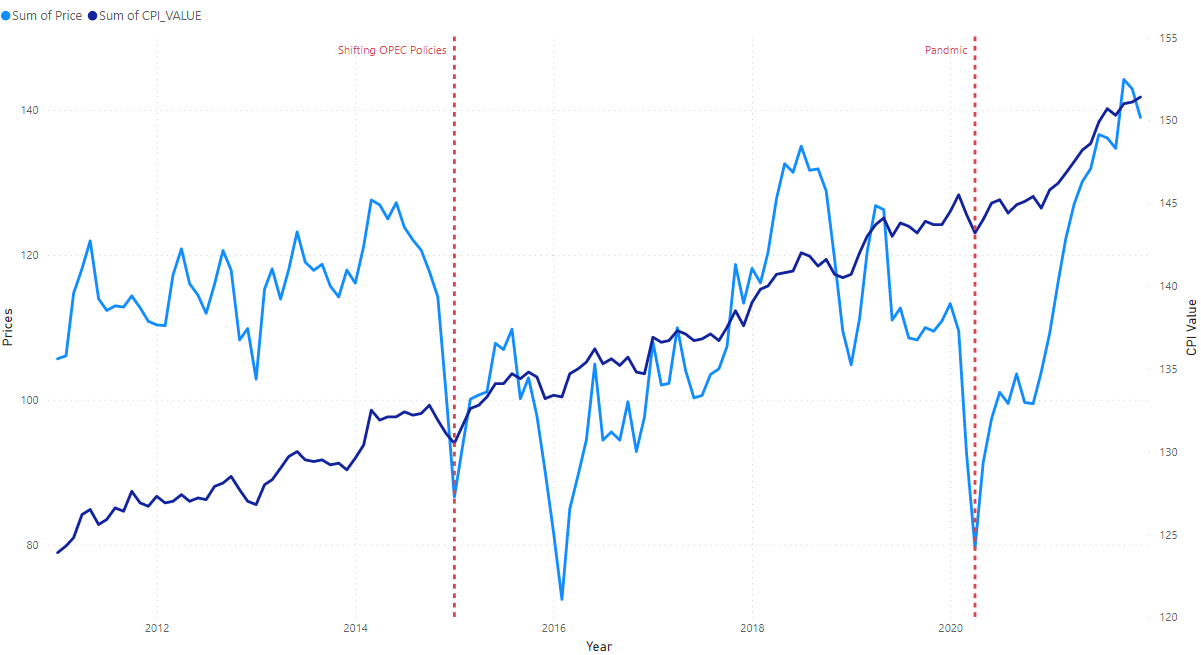 Sum of Price Sum of CPI_VALUE
Shifting OPEC Policies
Pandmic
155
150
145
140
135
130
125
120
140
120
100
80
Prices
CPI Value
2012 2014 2016 2018 2020
Year